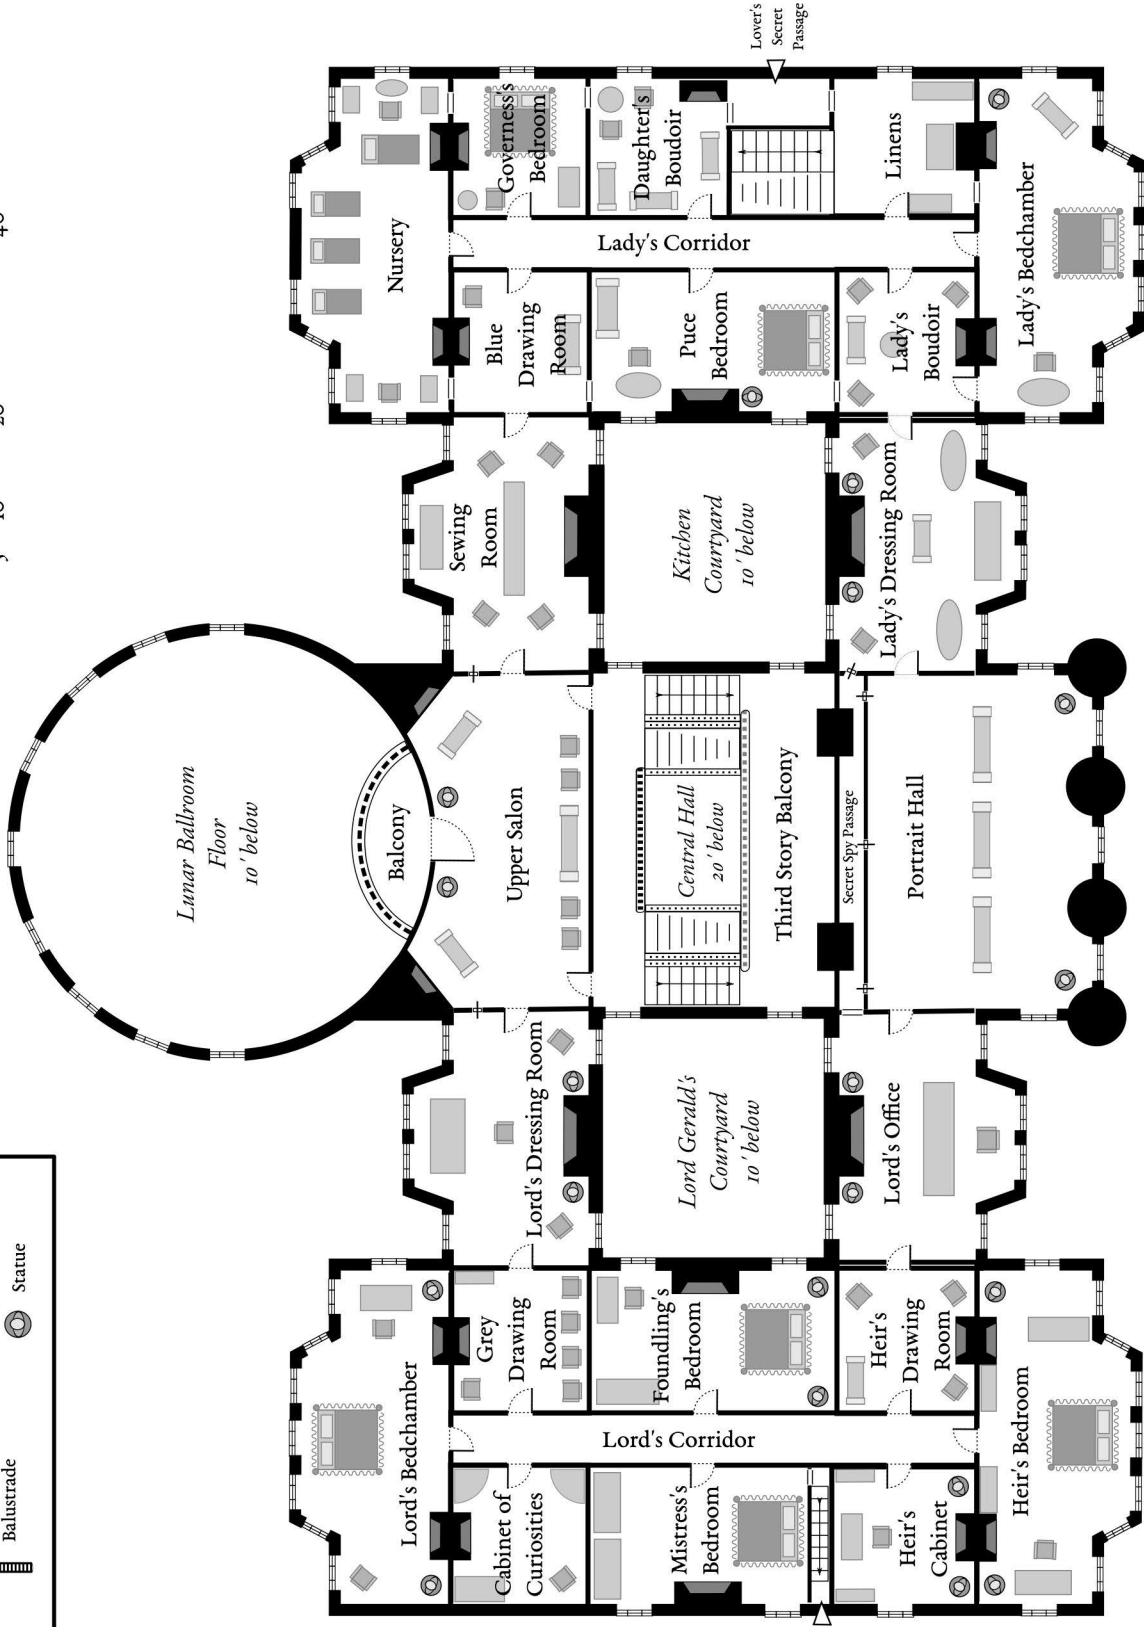 Lover's
Secret
Passage
Nursery
Governess's
Bedroom
Daughter's
Boudoir
Linens
Lady's Bedchamber
Lady's Corridor
Blue
Drawing
Room
Puce
Bedroom
Lady's
Boudoir
Sewing
Room
Kitchen
Courtyard
10' below
Lady's Dressing Room
Lunar Ballroom
Floor
10' below
Balcony
Upper Salon
Central Hall
20' below
Third Story Balcony
Secret Spy Passage
Portrait Hall
Lord's Dressing Room
Lord Gerald's
Courtyard
10' below
Lord's Office
Lord's Bedchamber
Grey
Drawing
Room
Foundling's
Bedroom
Heir's
Drawing
Room
Heir's Bedroom
Lord's Corridor
Cabinet of
Curiosities
Mistress's
Bedroom
Heir's
Cabinet
Statue
Balustrade